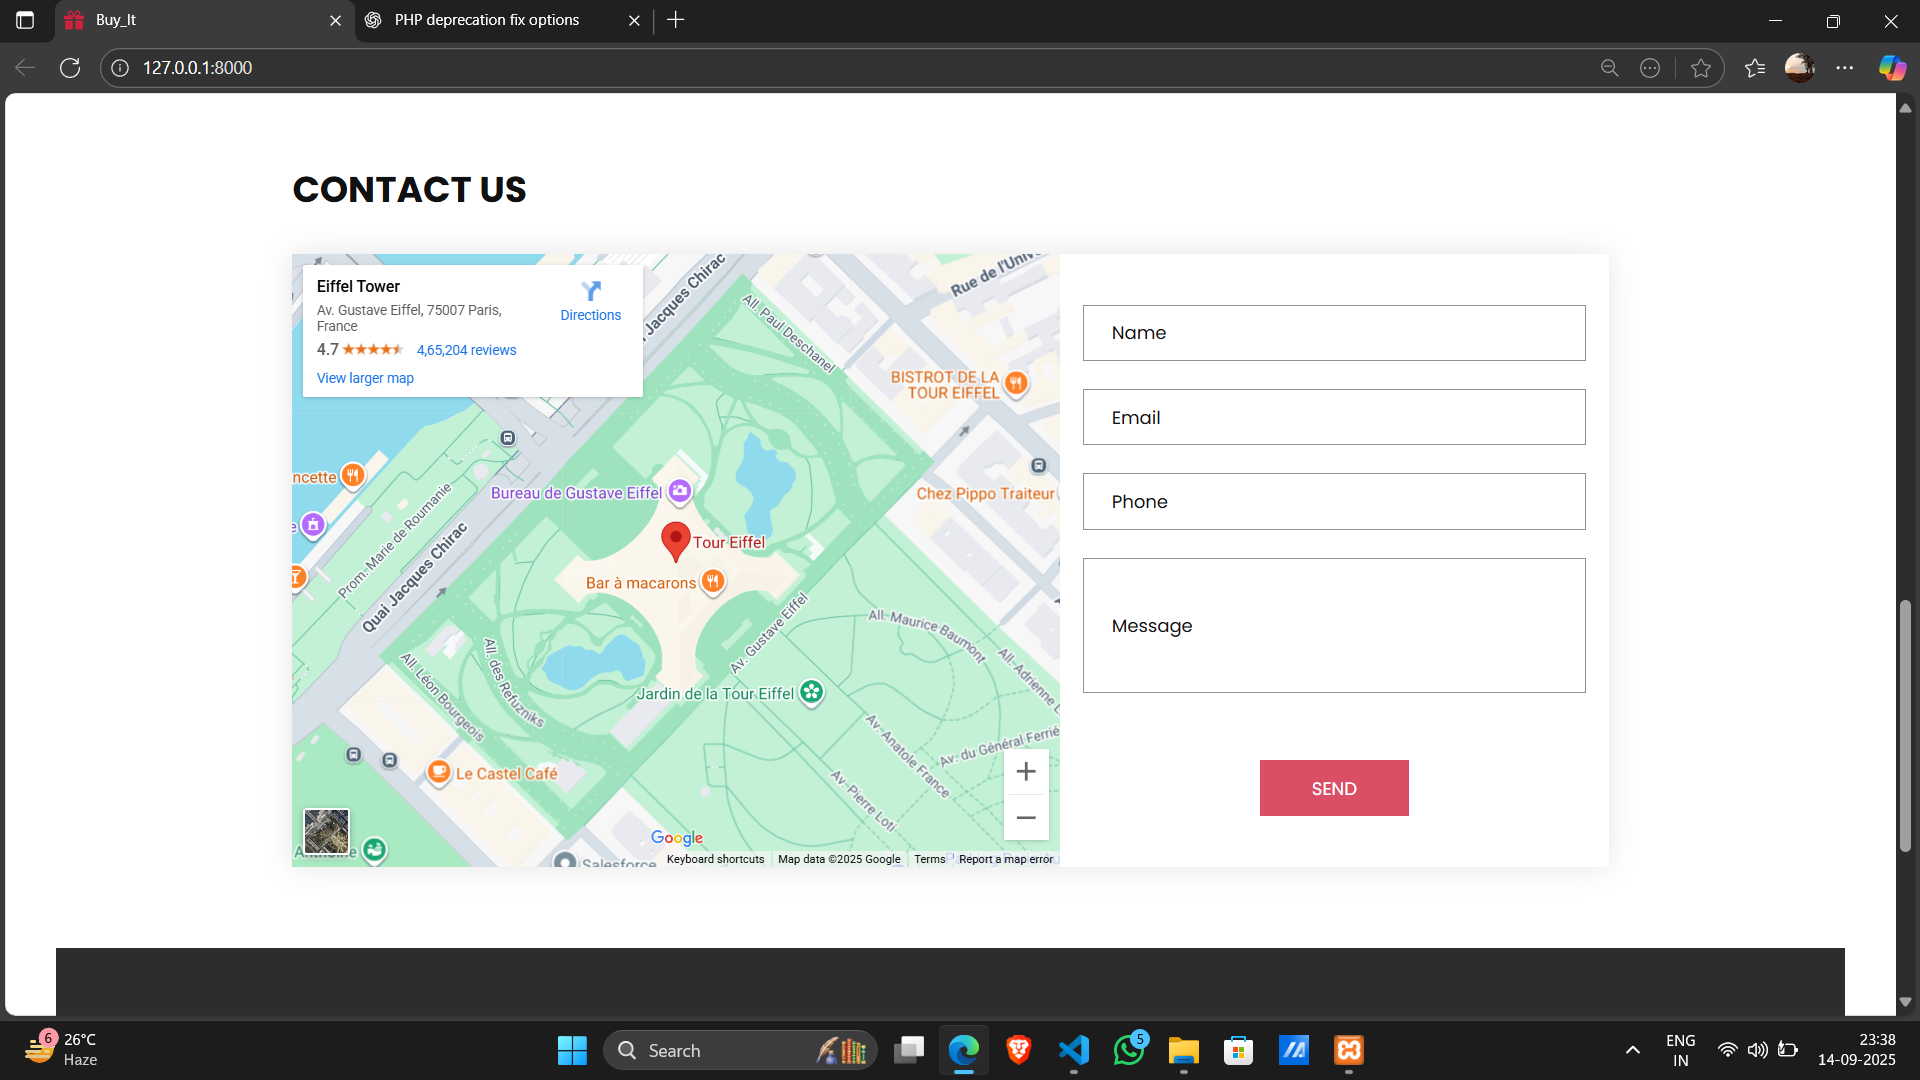 Buy_It
PHP deprecation fix options
127.0.0.1:8000
CONTACT US
Eiffel Tower
Av. Gustave Eiffel, 75007 Paris,
France
Directions
4.7
4,65,204 reviews
View larger map
Jacques Chirac
All. Paul Deschanel
Rue de l'Univ
BISTROT DE LA
TOUR EIFFEL
ncette
Bureau de Gustave Eiffel
Chez Pippo Traiteur
e
Prom. Marie de Roumanie
Quai Jacques Chirac
Tour Eiffel
Bar à macarons
Av. Gustave Eiffel
All. Maurice Baumont
All. Adrienne L
All. des Refuzniks
All. Léon Bourgeois
Jardin de la Tour Eiffel
Av. Anatole France
Av. du Général Ferrié
Le Castel Café
Av. Pierre Loti
Google
Salesforce
Keyboard shortcuts
Map data ©2025 Google
Terms
Report a map error
Name
Email
Phone
Message
SEND
6
26°C
Haze
Search
5
ENG
IN
23:38
14-09-2025